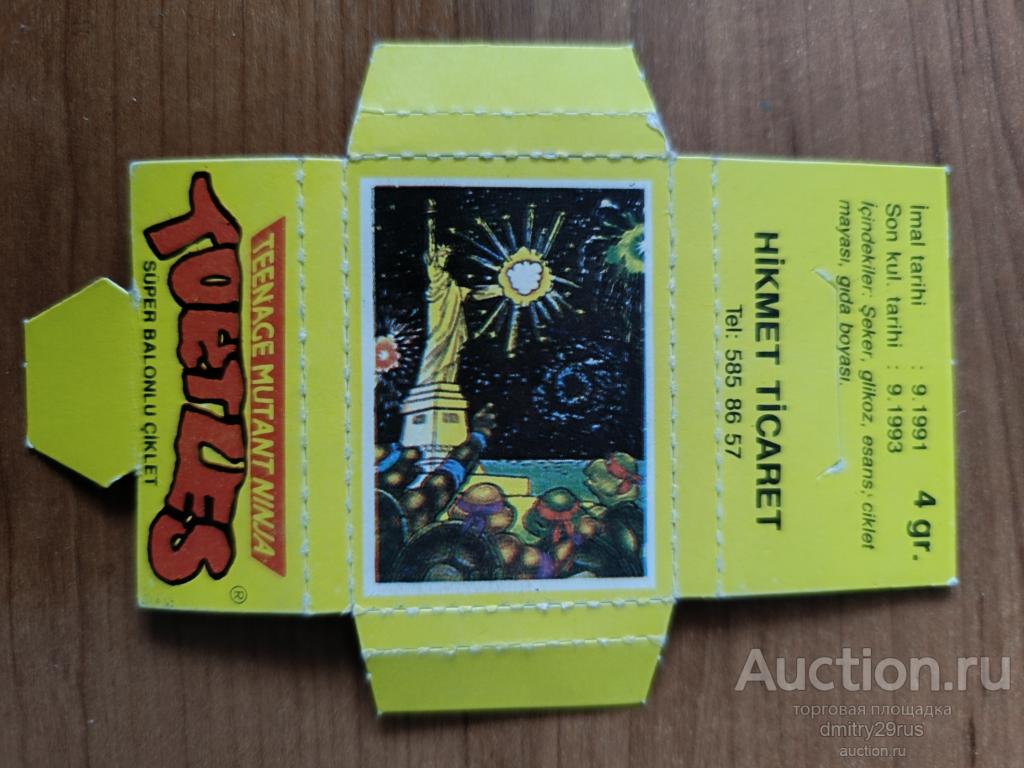 TEENAGE MUTANT NINJA
TOETUES
®
SÜPER BALONLU ÇİKLET
HİKMET TİCARET
Tel: 585 86 57
4 gr.
İmal tarihi : 9.1991
Son kul. tarihi : 9.1993
İçindekiler: Şeker, glikoz, esans; ciklet
mayası, gıda boyası.
Auction.ru
торговая площадка
dmitry29rus
auction.ru